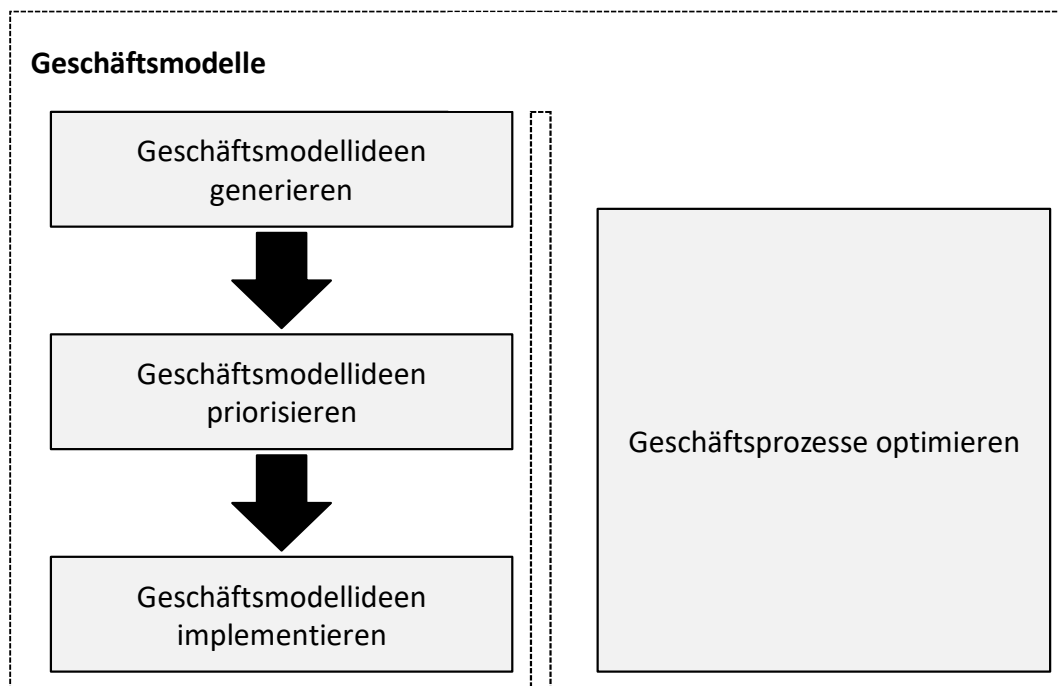 Geschäftsmodelle
Geschäftsmodellideen
generieren
Geschäftsmodellideen
priorisieren
Geschäftsmodellideen
implementieren
Geschäftsprozesse optimieren